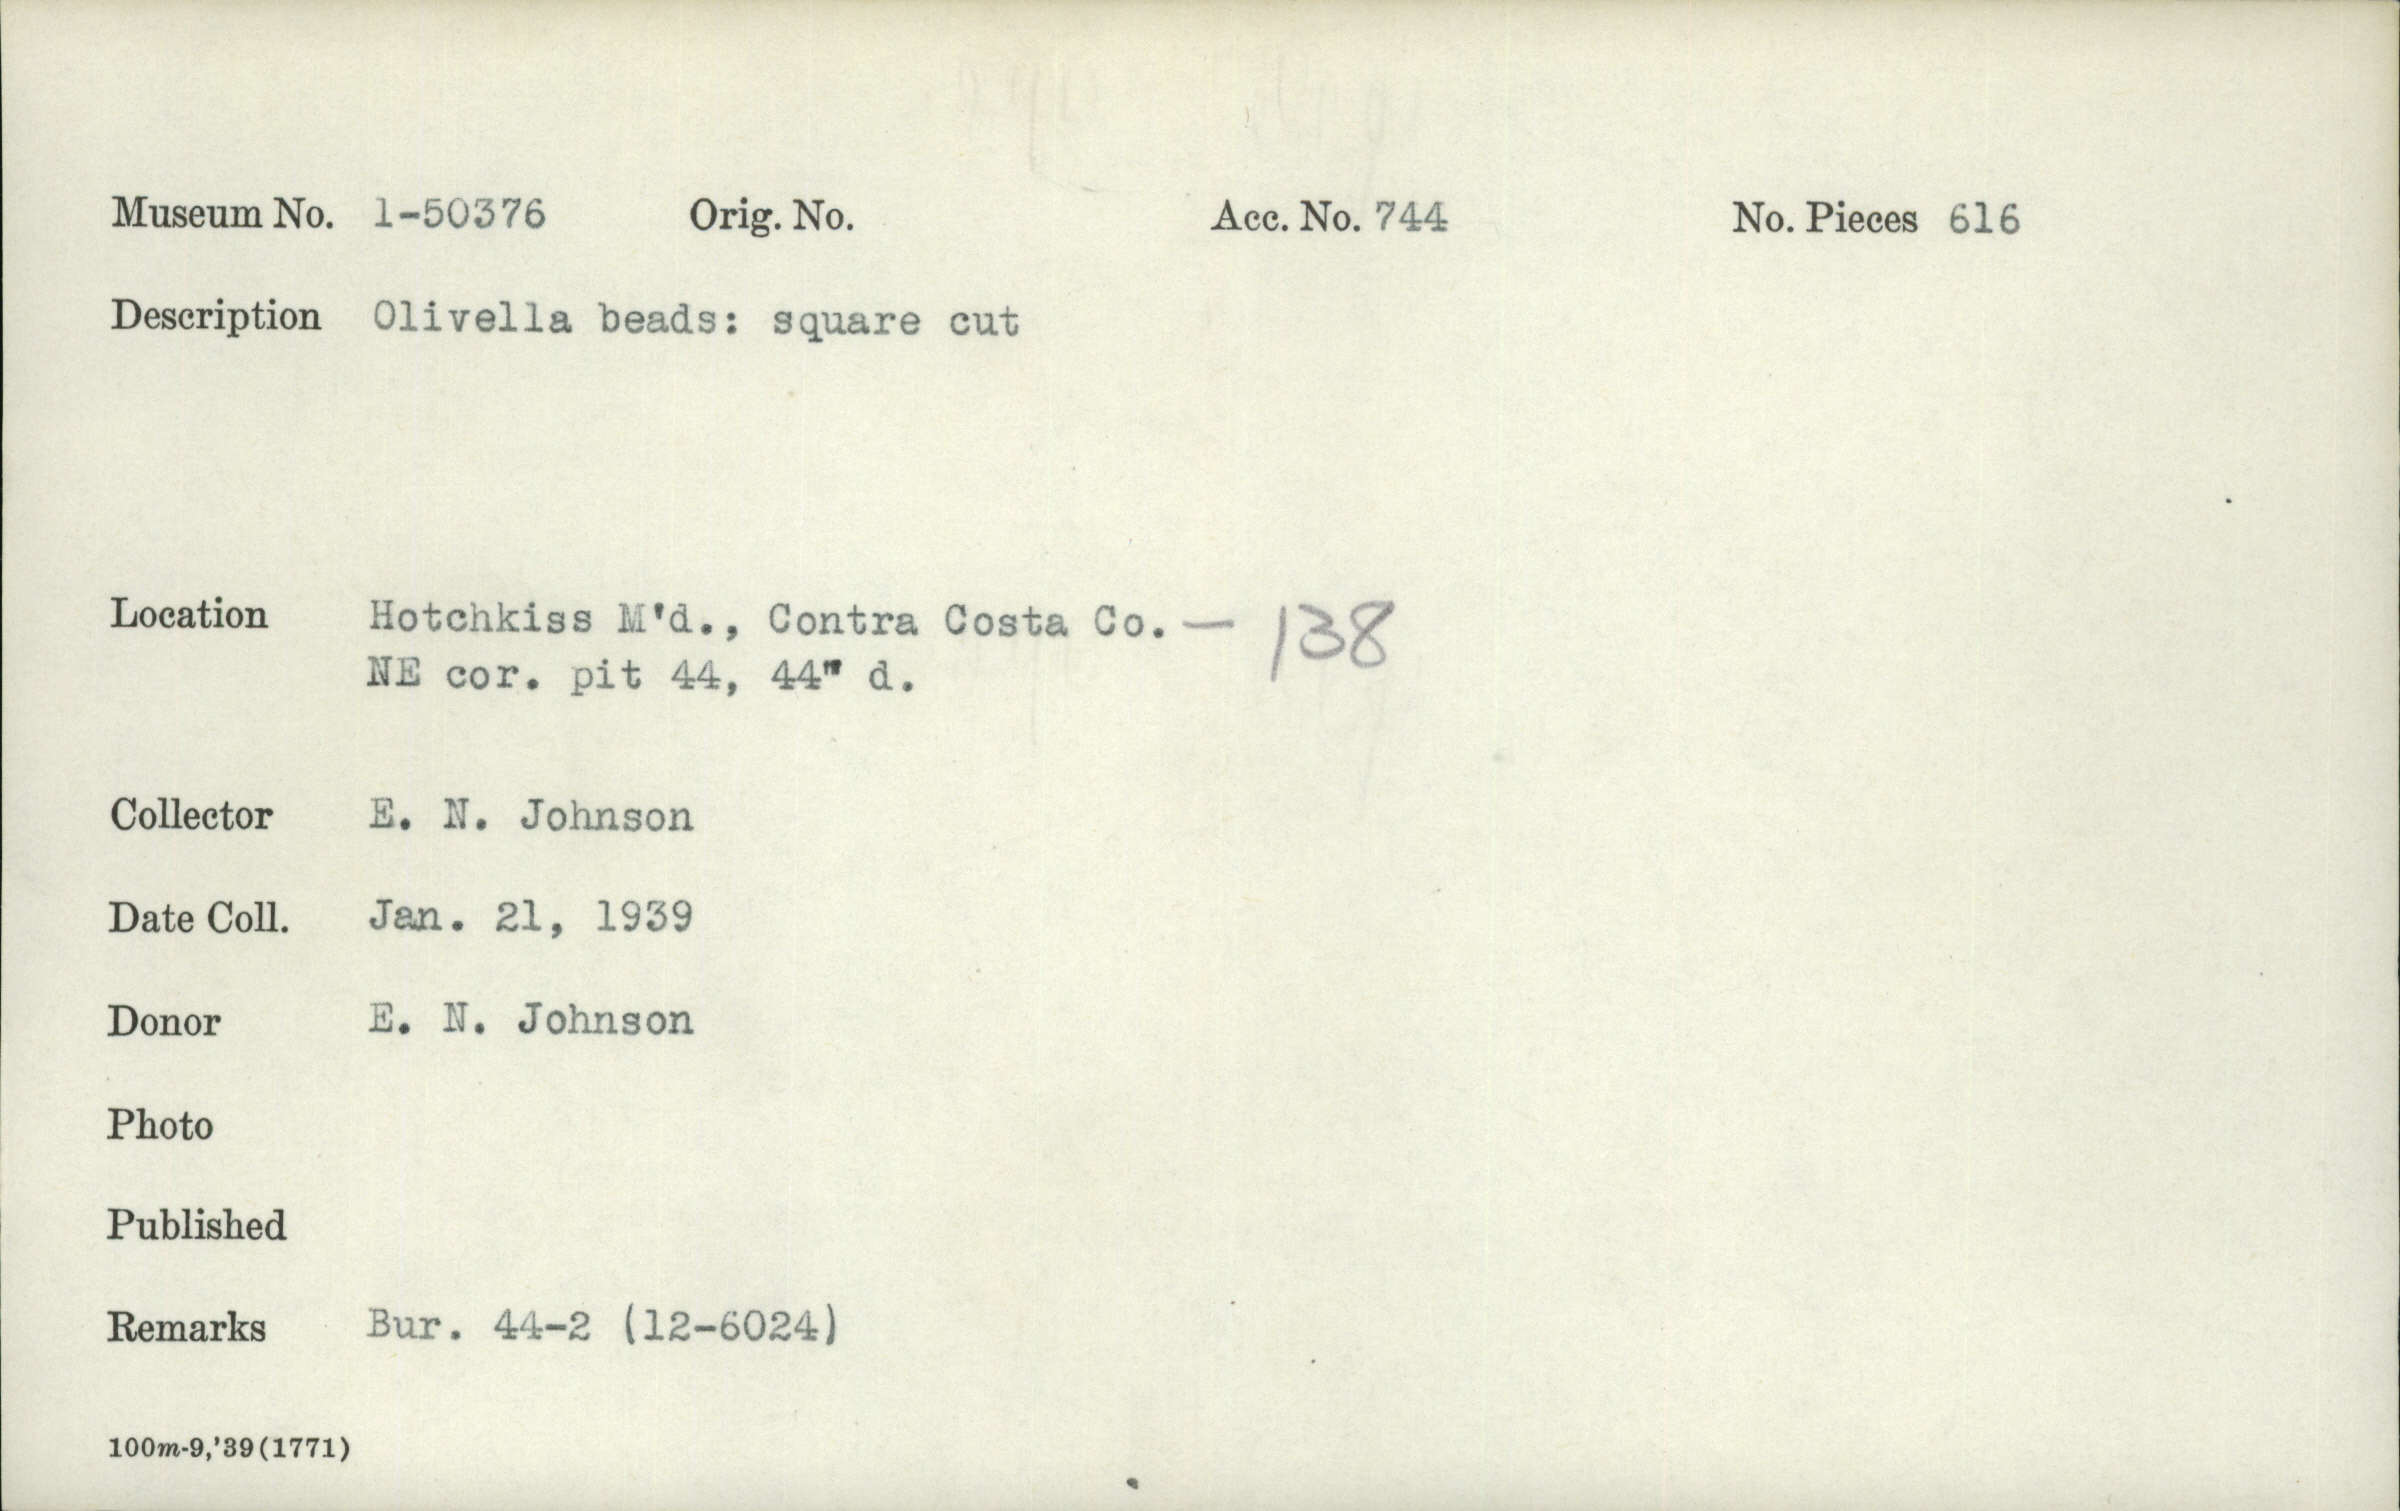 Museum No. 1-50376 Orig. No. Acc. No. 744 No. Pieces 616
Description Olivella beads: square cut
Location Hotchkiss M'd., Contra Costa Co. — 138
NE cor. pit 44, 44" d.
Collector E. N. Johnson
Date Coll. Jan. 21, 1939
Donor E. N. Johnson
Photo
Published
Remarks Bur. 44-2 (12-6024)
100m-9,'39(1771)